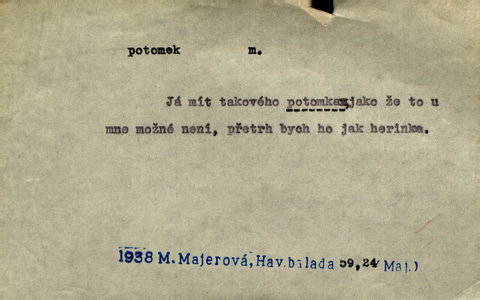 potomek m.
Já mít takového potomka,jako že to u
mne možné není, přetrh bych ho jak herinka.
1938 M. Majerová, Hav.balada 59,24 Maj.)